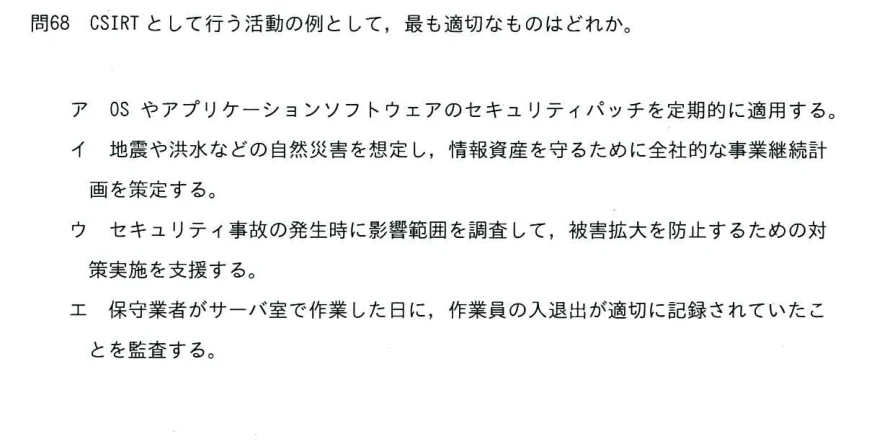 問68 CSIRT として行う活動の例として，最も適切なものはどれか。
ア OS やアプリケーションソフトウェアのセキュリティパッチを定期的に適用する。
イ 地震や洪水などの自然災害を想定し，情報資産を守るために全社的な事業継続計
画を策定する。
ウ セキュリティ事故の発生時に影響範囲を調査して，被害拡大を防止するための対
策実施を支援する。
エ 保守業者がサーバ室で作業した日に，作業員の入退出が適切に記録されていたこ
とを監査する。